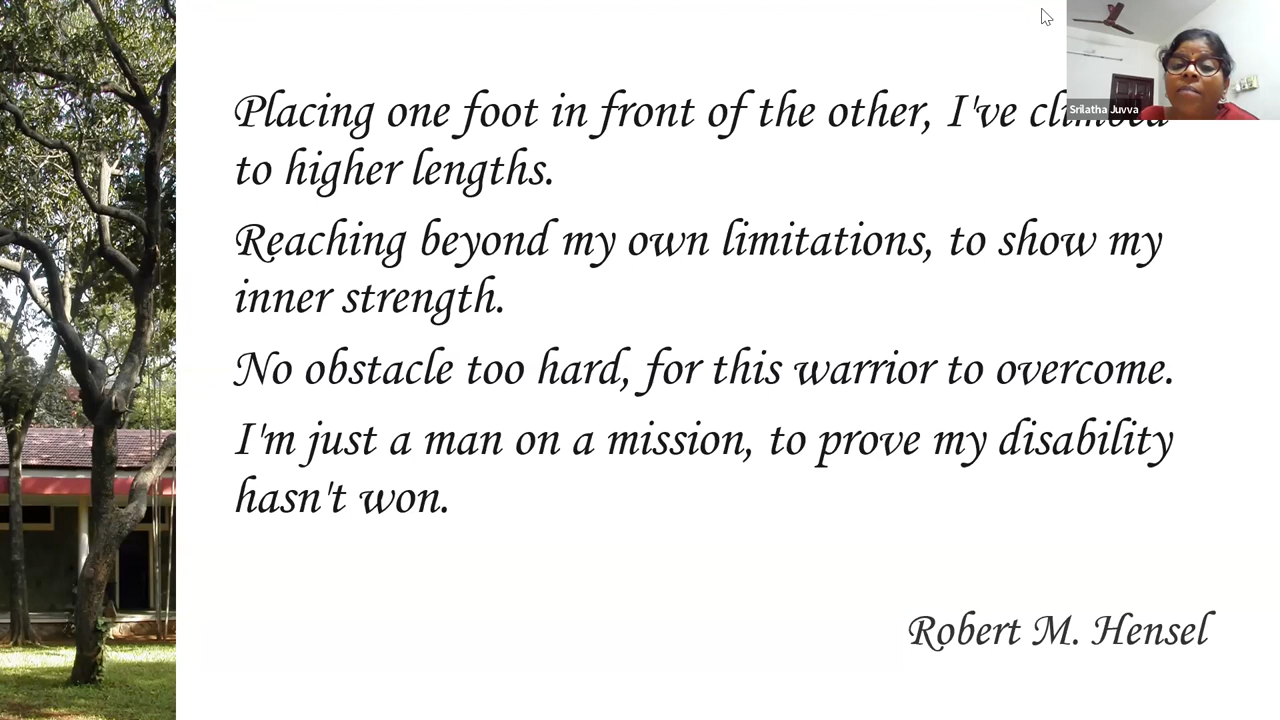 Placing one foot in front of the other, I've climbed
to higher lengths.
Reaching beyond my own limitations, to show my
inner strength.
No obstacle too hard, for this warrior to overcome.
I'm just a man on a mission, to prove my disability
hasn't won.
Robert M. Hensel
Srilatha Juvva